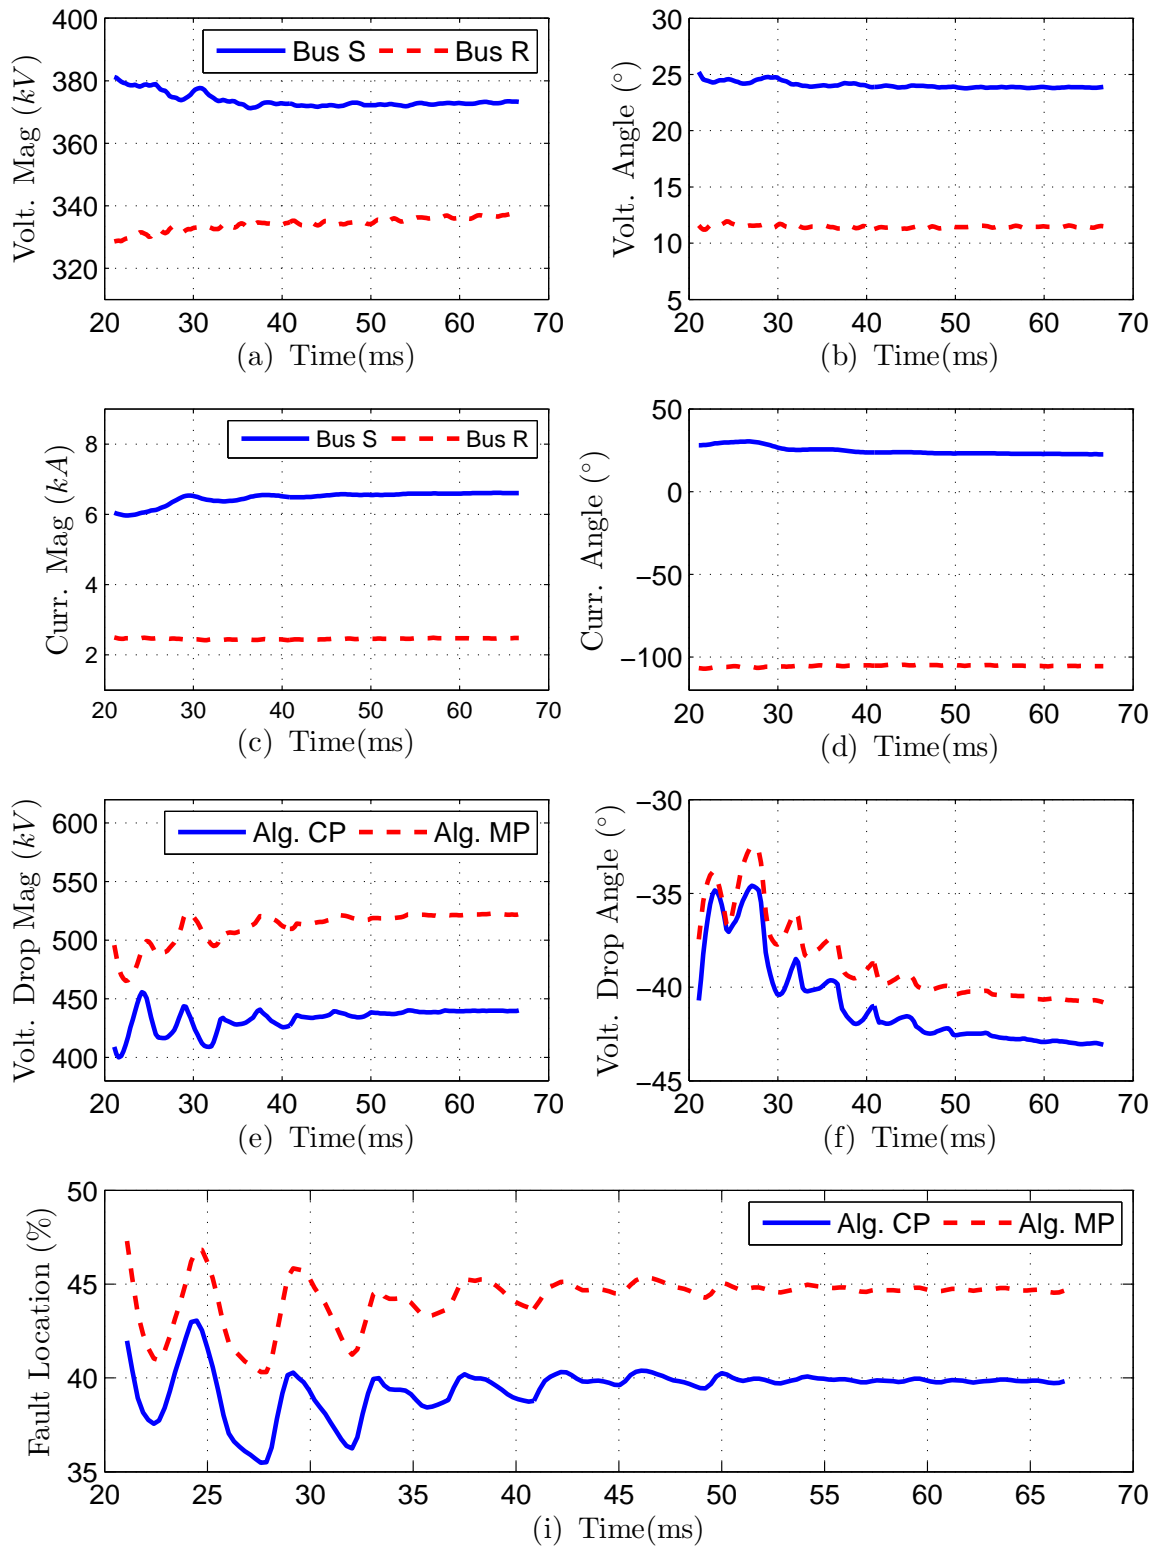 Volt. Mag (kV)
400
380
360
340
320
20 30 40 50 60 70
Bus S Bus R
(a) Time(ms)
Volt. Angle (°)
30
25
20
15
10
5
20 30 40 50 60 70
(b) Time(ms)
Curr. Mag (kA)
8
6
4
2
20 30 40 50 60 70
Bus S Bus R
(c) Time(ms)
Curr. Angle (°)
50
0
−50
−100
20 30 40 50 60 70
(d) Time(ms)
Volt. Drop Mag (kV)
600
550
500
450
400
20 30 40 50 60 70
Alg. CP Alg. MP
(e) Time(ms)
Volt. Drop Angle (°)
−30
−35
−40
−45
20 30 40 50 60 70
(f) Time(ms)
Fault Location (%)
50
45
40
35
20 25 30 35 40 45 50 55 60 65 70
Alg. CP Alg. MP
(i) Time(ms)